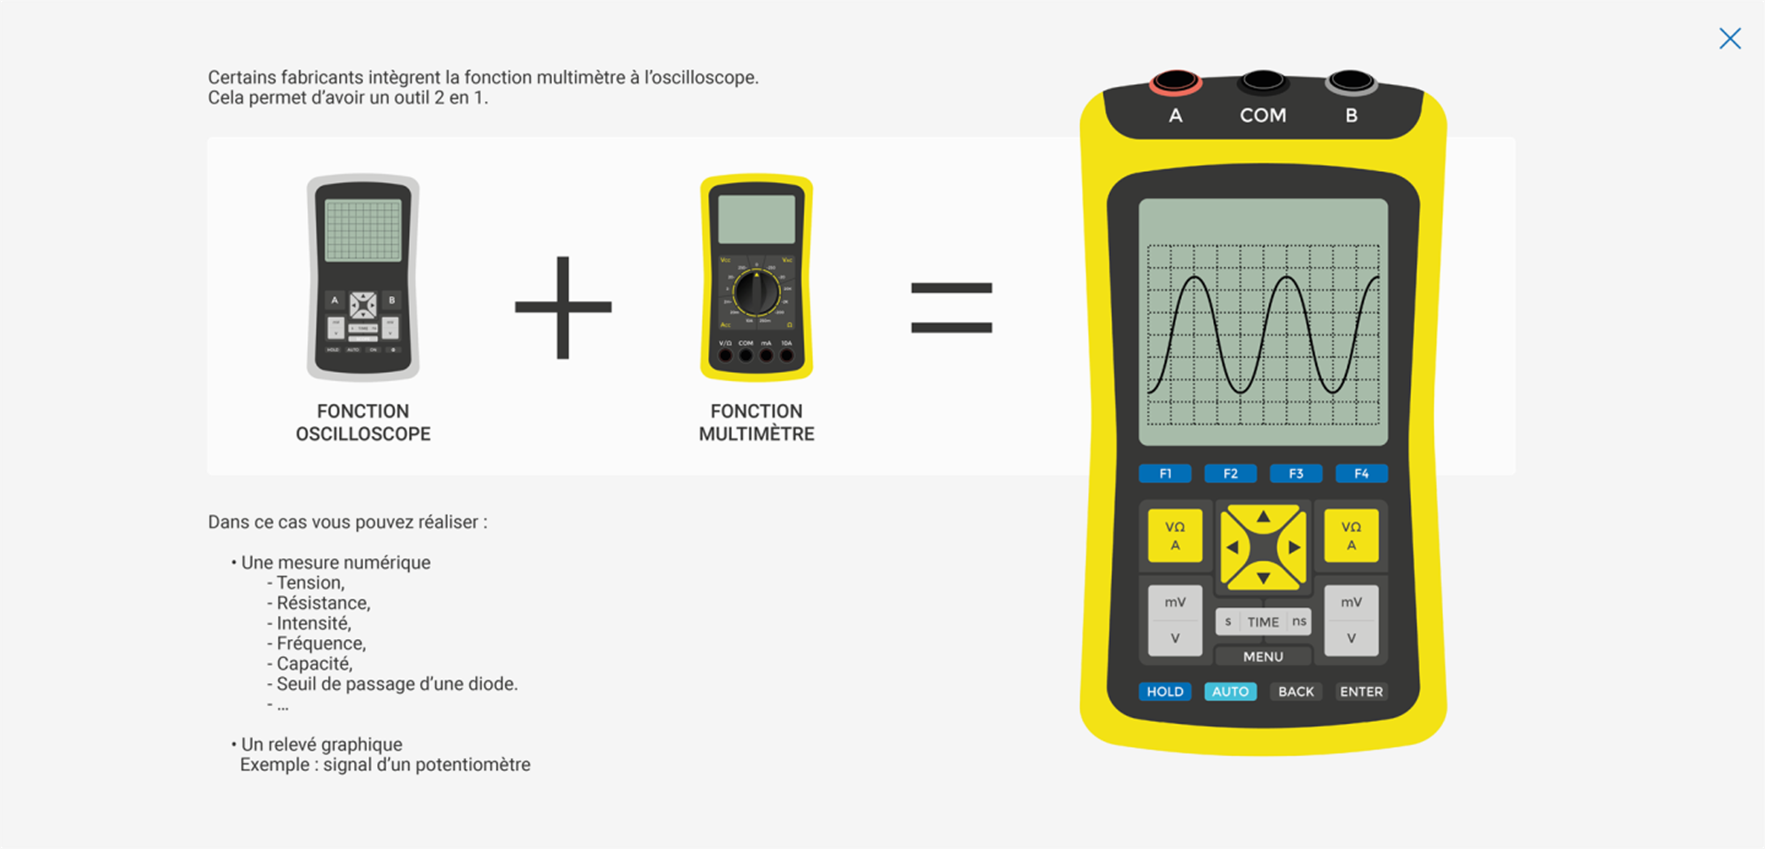 Certains fabricants intègrent la fonction multimètre à l’oscilloscope.
Cela permet d’avoir un outil 2 en 1.
A COM B
A B
HOLD AUTO ON
V/Ω COM mA 10A
FONCTION
OSCILLOSCOPE
FONCTION
MULTIMÈTRE
F1 F2 F3 F4
VΩ
A
VΩ
A
mV
V
s TIME ns
mV
V
MENU
HOLD AUTO BACK ENTER
Dans ce cas vous pouvez réaliser :
• Une mesure numérique
- Tension,
- Résistance,
- Intensité,
- Fréquence,
- Capacité,
- Seuil de passage d’une diode.
- ...
• Un relevé graphique
Exemple : signal d’un potentiomètre